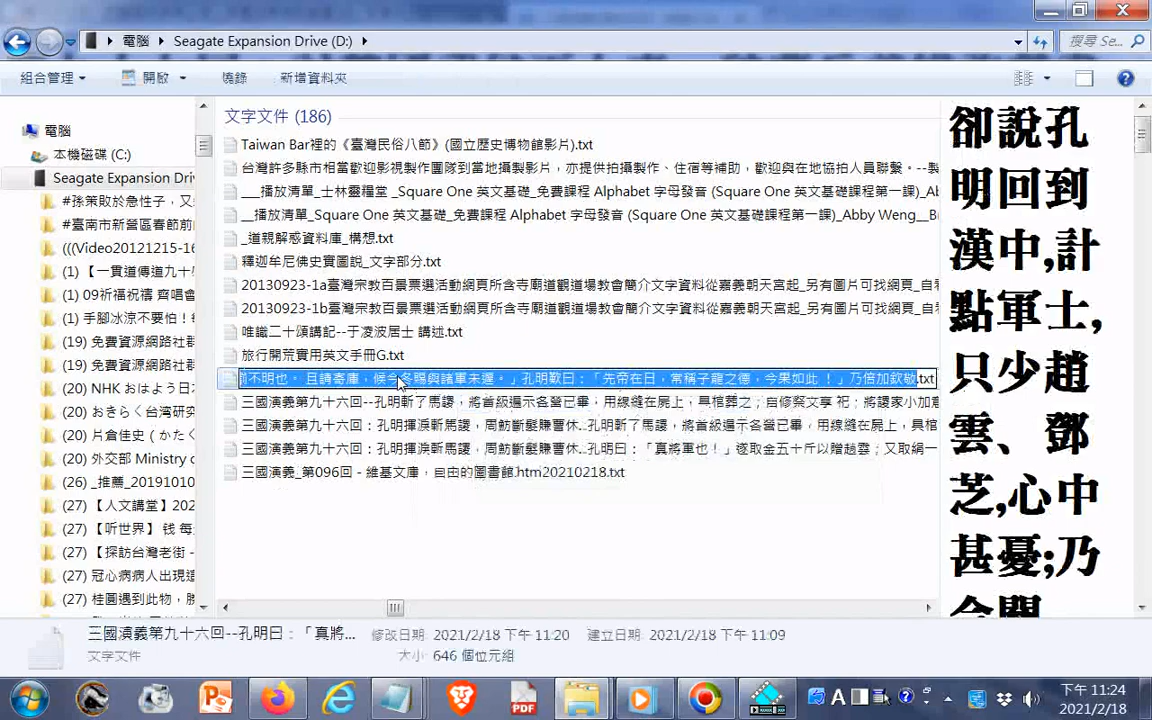 電腦 ▸ Seagate Expansion Drive (D:) ▸
搜尋 Se...
組合管理 開啟 燒錄 新增資料夾
電腦
本機磁碟 (C:)
Seagate Expansion Dri
#孫策敗於急性子，又
#臺南市新營區春節前
(((Video20121215-16
(1) 【一貫道傳道九十
(1) 09祈福祝禱 齊唱會
(1) 手腳冰涼不要怕！
(19) 免費資源網路社群
(19) 免費資源網路社群
(20) NHK おはよう日
(20) おきらく台湾研究
(20) 片倉佳史（かたく
(20) 外交部 Ministry c
(26) _推薦_20191010
(27) 【人文講堂】202
(27) 【听世界】钱 每
(27) 【探訪台灣老街 -
(27) 冠心病病人出現這
(27) 桂圓遇到此物，勝
文字文件 (186)
Taiwan Bar裡的《臺灣民俗八節》(國立歷史博物館影片).txt
台灣許多縣市相當歡迎影視製作團隊到當地攝製影片，亦提供拍攝製作、住宿等補助，歡迎與在地協拍人員聯繫。--製
___播放清單_士林靈糧堂 _Square One 英文基礎_免費課程 Alphabet 字母發音 (Square One 英文基礎課程第一課)_Ab
__播放清單_Square One 英文基礎_免費課程 Alphabet 字母發音 (Square One 英文基礎課程第一課)_Abby Weng__B
_道親解惑資料庫_構想.txt
釋迦牟尼佛史實圖說_文字部分.txt
20130923-1a臺灣宗教百景票選活動網頁所含寺廟道觀道場教會簡介文字資料從嘉義朝天宮起_另有圖片可找網頁_自
20130923-1b臺灣宗教百景票選活動網頁所含寺廟道觀道場教會簡介文字資料從嘉義朝天宮起_另有圖片可找網頁_自
唯識二十頌講記--于凌波居士 講述.txt
旅行開荒實用英文手冊G.txt
不明也。 且請寄庫，候今冬賜與諸軍未遲。」孔明歎曰：「先帝在日，常稱子龍之德，今果如此！」乃倍加欽敬.txt
三國演義第九十六回--孔明斬了馬謖，將首級遍示各營已畢，用線縫在屍上，具棺葬之；自修祭文享 祀；將謖家小加意
三國演義第九十六回：孔明揮淚斬馬謖，周魴斷髮賺曹休--孔明斬了馬謖，將首級遍示各營已畢，用線縫在屍上，具棺
三國演義第九十六回：孔明揮淚斬馬謖，周魴斷髮賺曹休--孔明曰：「真將軍也！」遂取金五十斤以贈趙雲；又取絹一
三國演義_第096回 - 維基文庫，自由的圖書館.htm20210218.txt
卻說孔
明回到
漢中,計
點軍士,
只少趙
雲、鄧
芝,心中
甚憂;乃
令關
三國演義第九十六回--孔明曰：「真將... 修改日期: 2021/2/18 下午 11:20 建立日期: 2021/2/18 下午 11:09
文字文件 大小: 646 個位元組
PDF
A
下午 11:24
2021/2/18